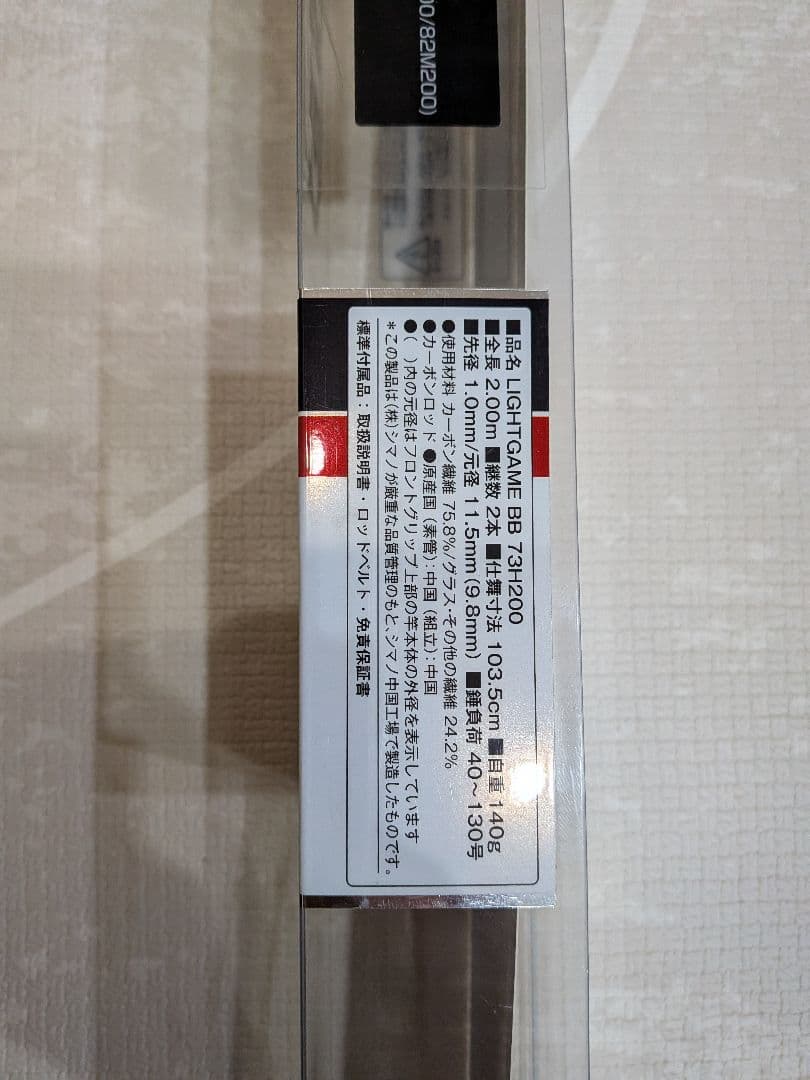 00/82M200)
■品名 LIGHTGAME BB 73H200
■全長 2.00m ■継数 2本 ■仕舞寸法 103.5cm ■自重 140g
■先径 1.0mm/元径 11.5mm(9.8mm) ■錘負荷 40〜130号
●使用材料 カーボン繊維 75.8%/グラス・その他の繊維 24.2%
●カーボンロッド ●原産国(素管):中国(組立):中国
●( )内の元径はフロントグリップ上部の竿本体の外径を表示しています
*この製品は(株)シマノが厳重な品質管理のもと、シマノ中国工場で製造したものです。
標準付属品:取扱説明書・ロッドベルト・免責保証書